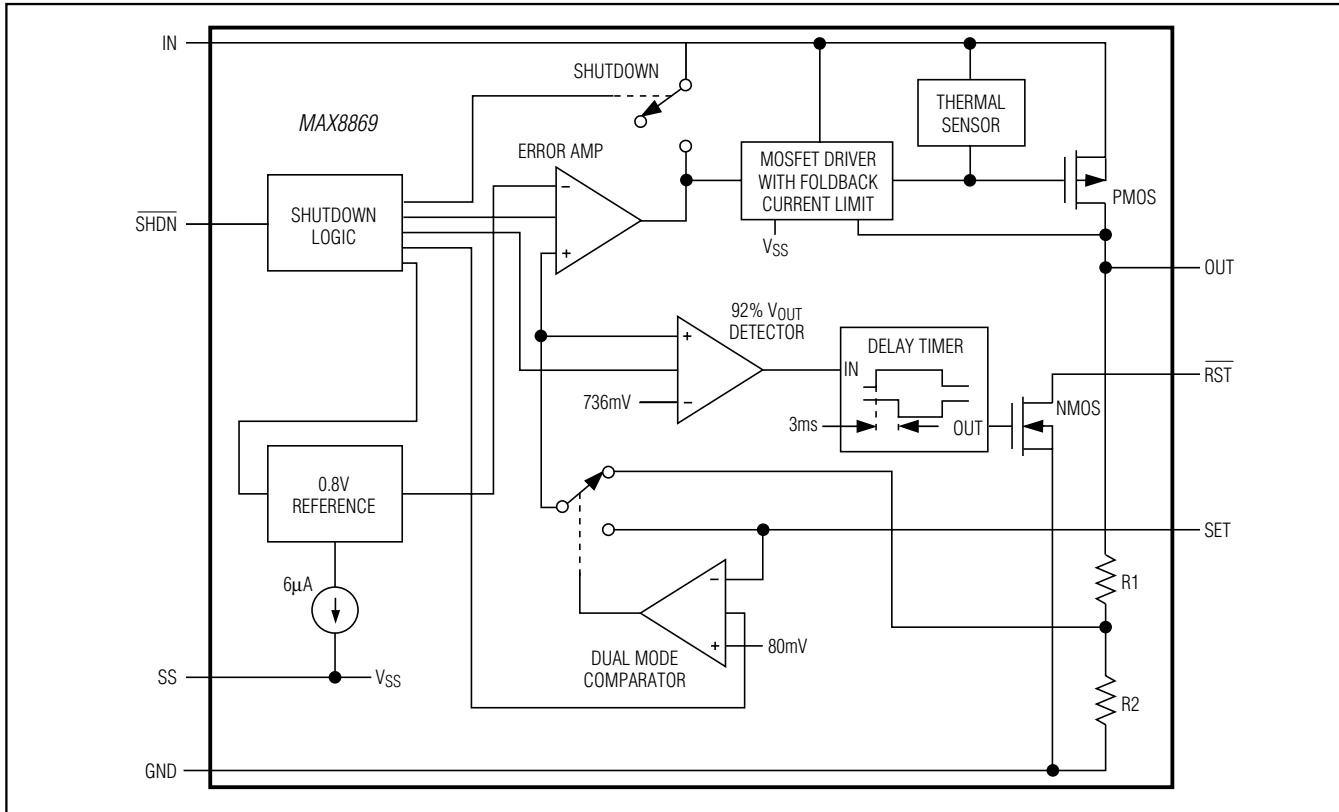 IN
SHUTDOWN
THERMAL
SENSOR
MAX8869
ERROR AMP
MOSFET DRIVER
WITH FOLDBACK
CURRENT LIMIT
−
+
PMOS
SHDN
SHUTDOWN
LOGIC
VSS
OUT
92% VOUT
DETECTOR
DELAY TIMER
+
−
IN
736mV
3ms
OUT
NMOS
RST
0.8V
REFERENCE
SET
6μA
−
+
80mV
R1
DUAL MODE
COMPARATOR
SS
VSS
R2
GND